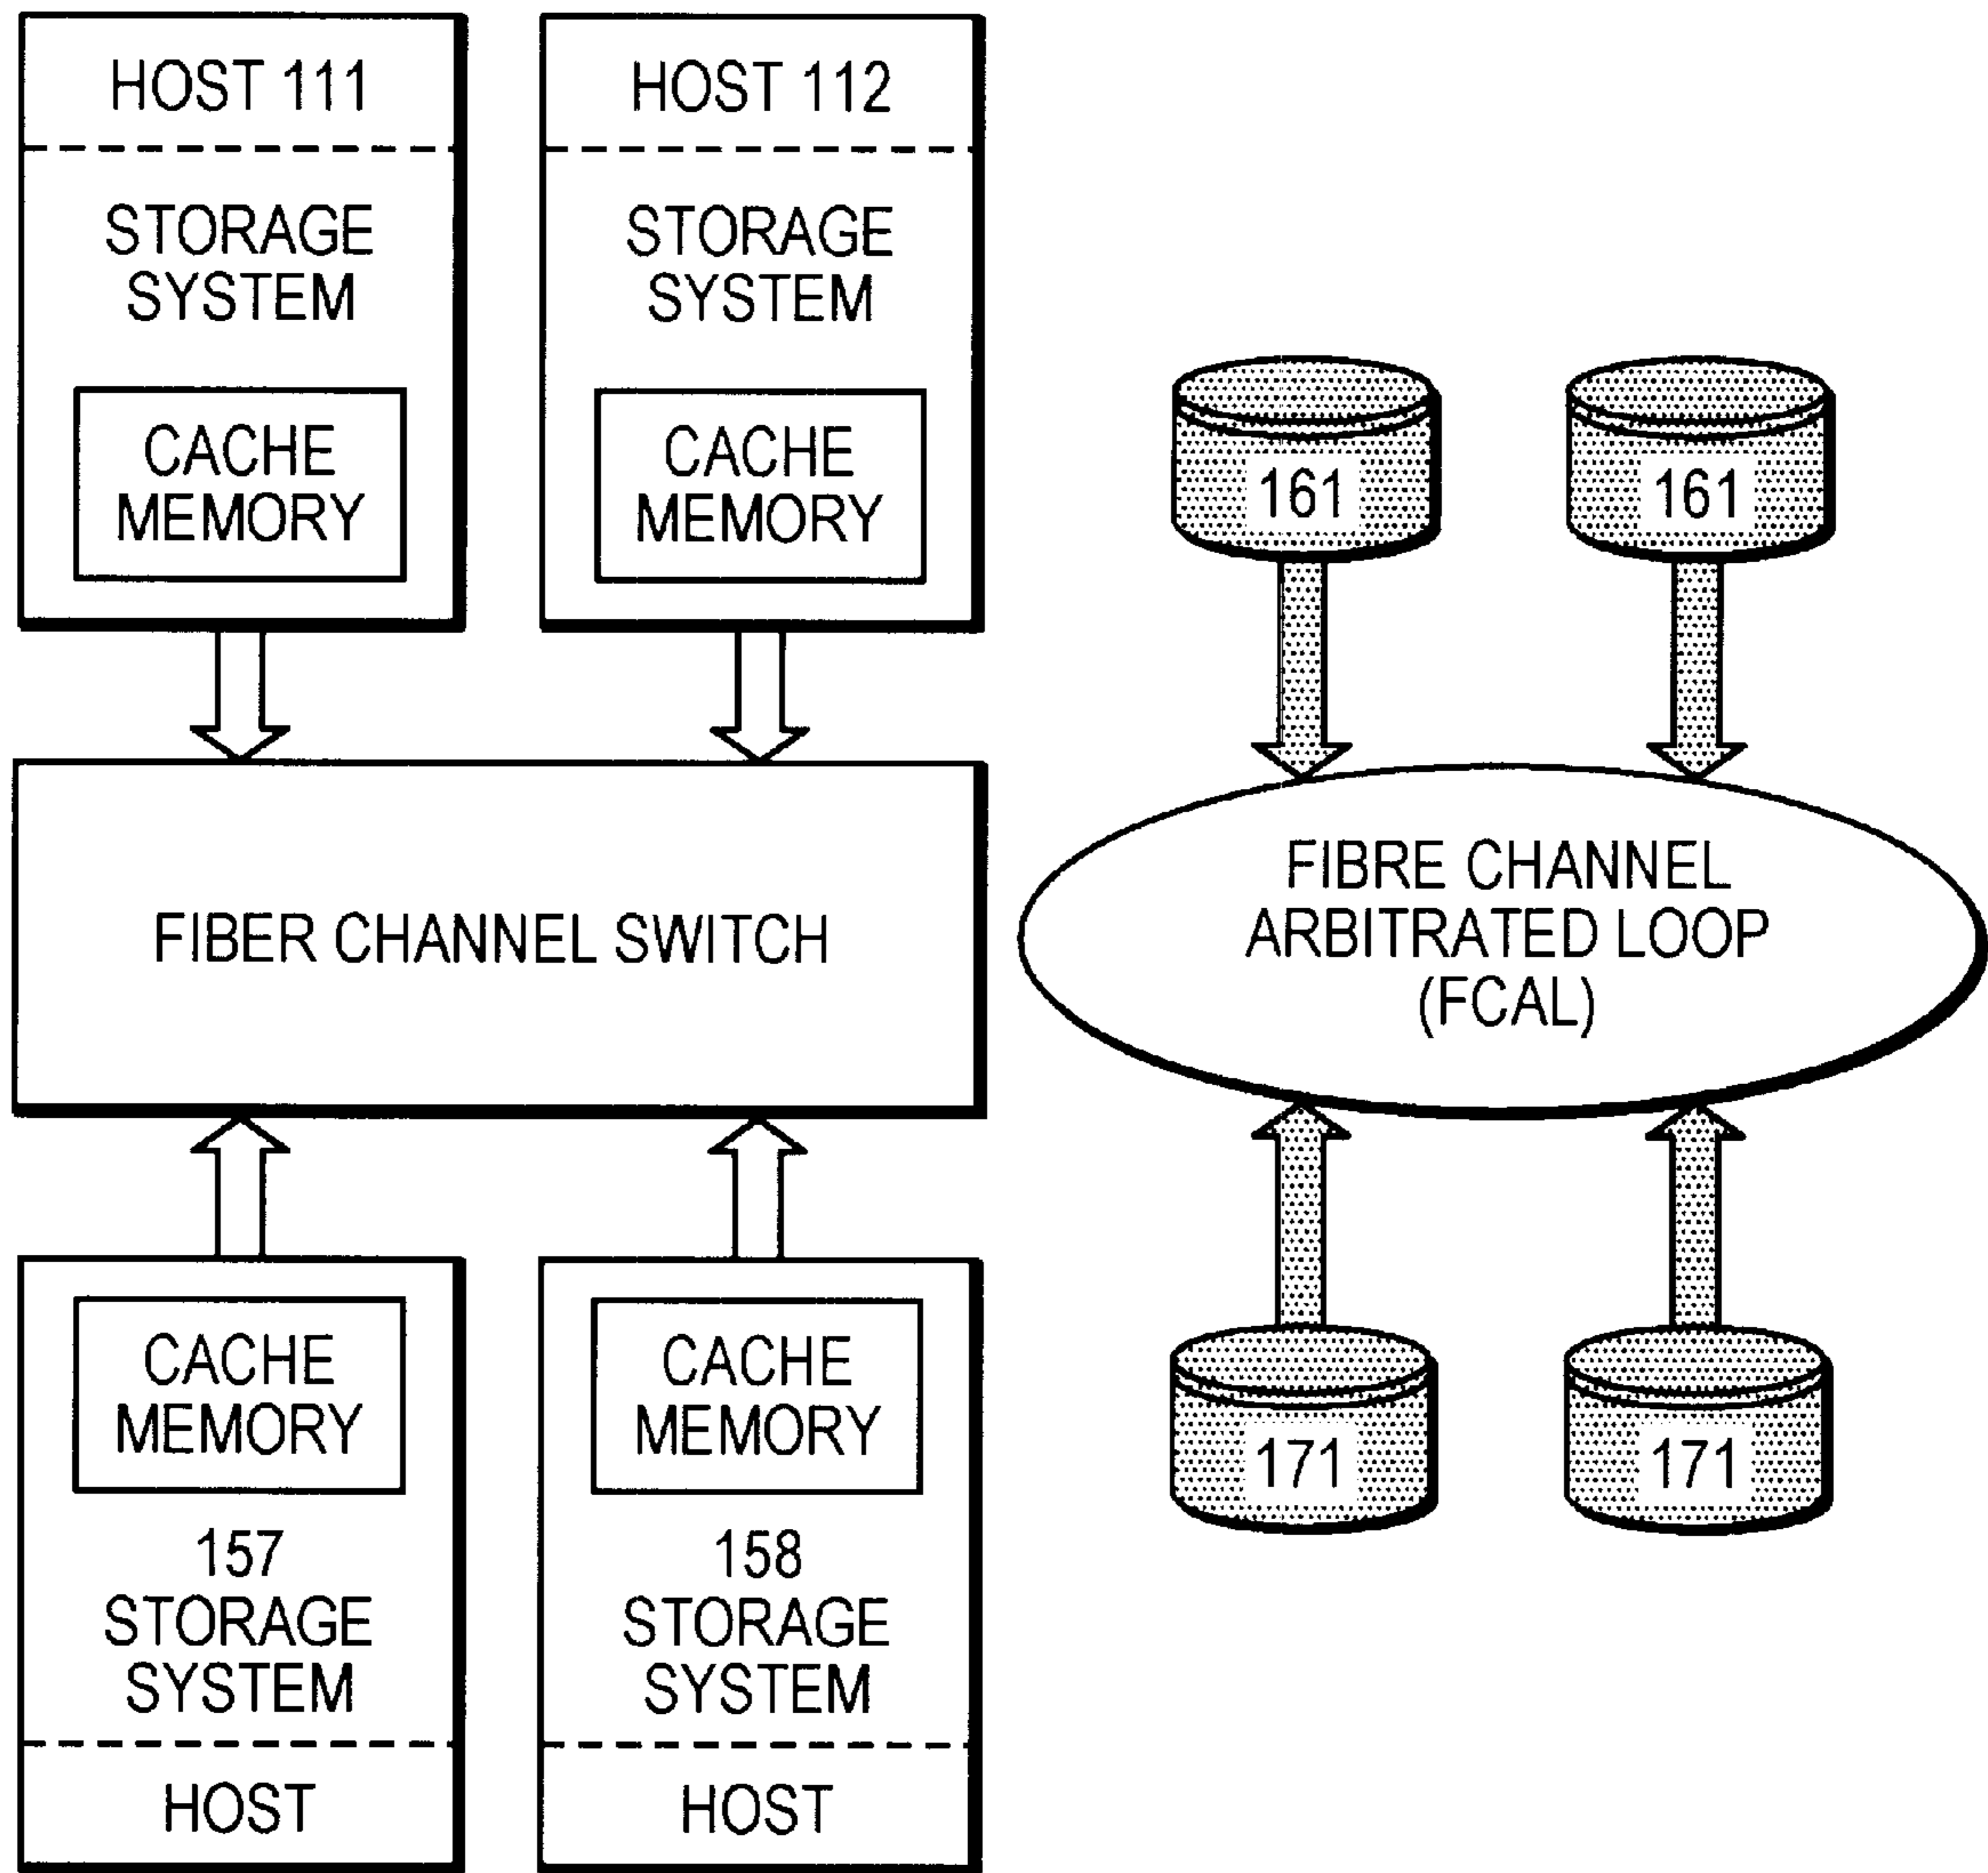 HOST 111
STORAGE
SYSTEM
CACHE
MEMORY
HOST 112
STORAGE
SYSTEM
CACHE
MEMORY
161
161
FIBER CHANNEL SWITCH
FIBRE CHANNEL
ARBITRATED LOOP
(FCAL)
CACHE
MEMORY
157
STORAGE
SYSTEM
HOST
CACHE
MEMORY
158
STORAGE
SYSTEM
HOST
171
171